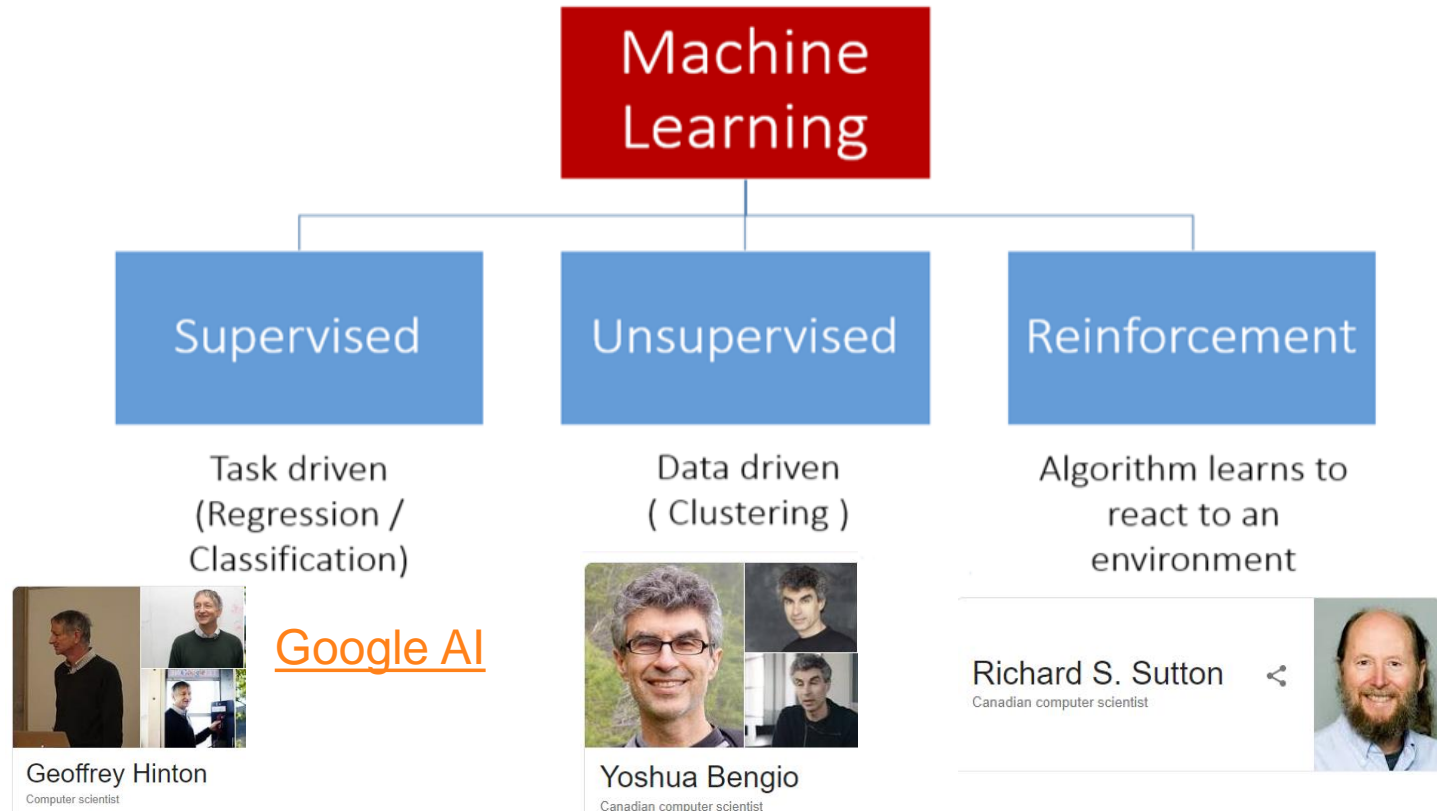 Machine
Learning
Supervised
Unsupervised
Reinforcement
Task driven
(Regression /
Classification)
Data driven
( Clustering )
Algorithm learns to
react to an
environment
Google AI
Geoffrey Hinton
Computer scientist
Yoshua Bengio
Canadian computer scientist
Richard S. Sutton
Canadian computer scientist